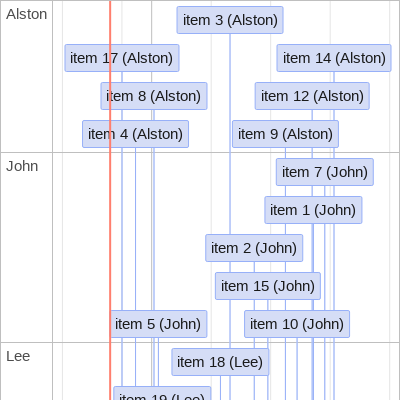 Alston
item 3 (Alston)
item 17 (Alston)
item 14 (Alston)
item 8 (Alston)
item 12 (Alston)
item 4 (Alston)
item 9 (Alston)
John
item 7 (John)
item 1 (John)
item 2 (John)
item 15 (John)
item 5 (John)
item 10 (John)
Lee
item 18 (Lee)
item 19 (Lee)